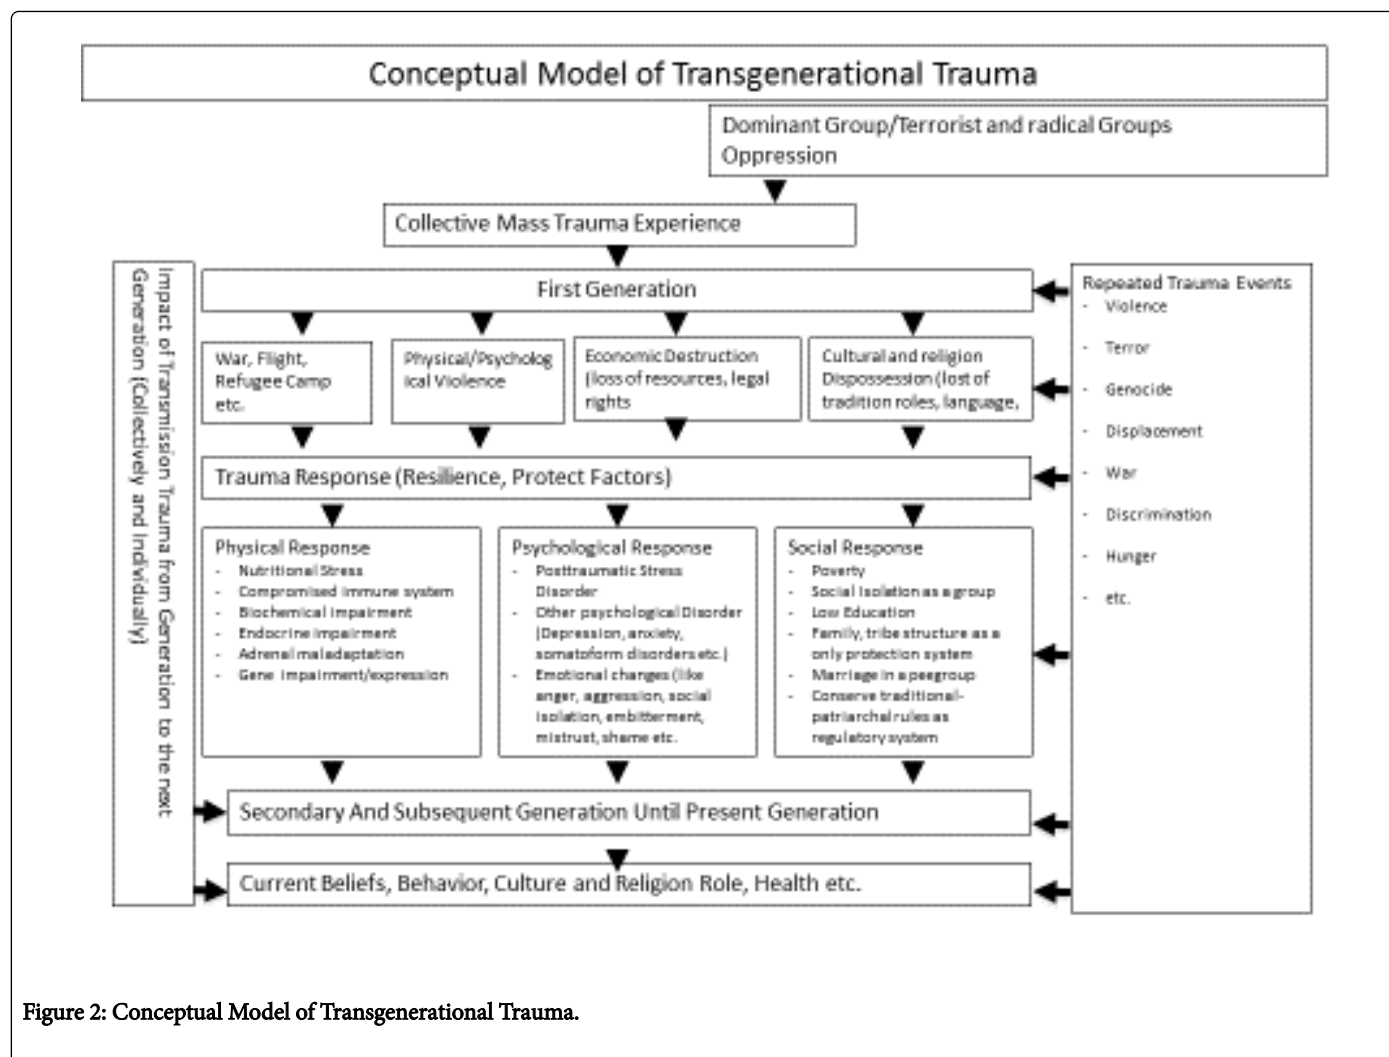 Conceptual Model of Transgenerational Trauma
Dominant Group/Terrorist and radical Groups
Oppression
Collective Mass Trauma Experience
Impact of Transmission Trauma from Generation to the next
Generation (Collectively and Individually)
First Generation
War, Flight,
Refugee Camp
etc.
Physical/Psycholog
ical Violence
Economic Destruction
(loss of resources, legal
rights
Cultural and religion
Dispossession (lost of
tradition roles, language,
Trauma Response (Resilience, Protect Factors)
Physical Response
- Nutritional Stress
- Compromised immune system
- Biochemical impairment
- Endocrine impairment
- Adrenal maladaptation
- Gene impairment/expression
Psychological Response
- Posttraumatic Stress
Disorder
- Other psychological Disorder
(Depression, anxiety,
somatoform disorders etc.)
- Emotional changes (like
anger, aggression, social
isolation, embitterment,
mistrust, shame etc.
Social Response
- Poverty
- Social Isolation as a group
- Low Education
- Family, tribe structure as a
only protection system
- Marriage in a peegroup
- Conserve traditional-
patriarchal rules as
regulatory system
Secondary And Subsequent Generation Until Present Generation
Current Beliefs, Behavior, Culture and Religion Role, Health etc.
Repeated Trauma Events
- Violence
- Terror
- Genocide
- Displacement
- War
- Discrimination
- Hunger
- etc.
Figure 2: Conceptual Model of Transgenerational Trauma.